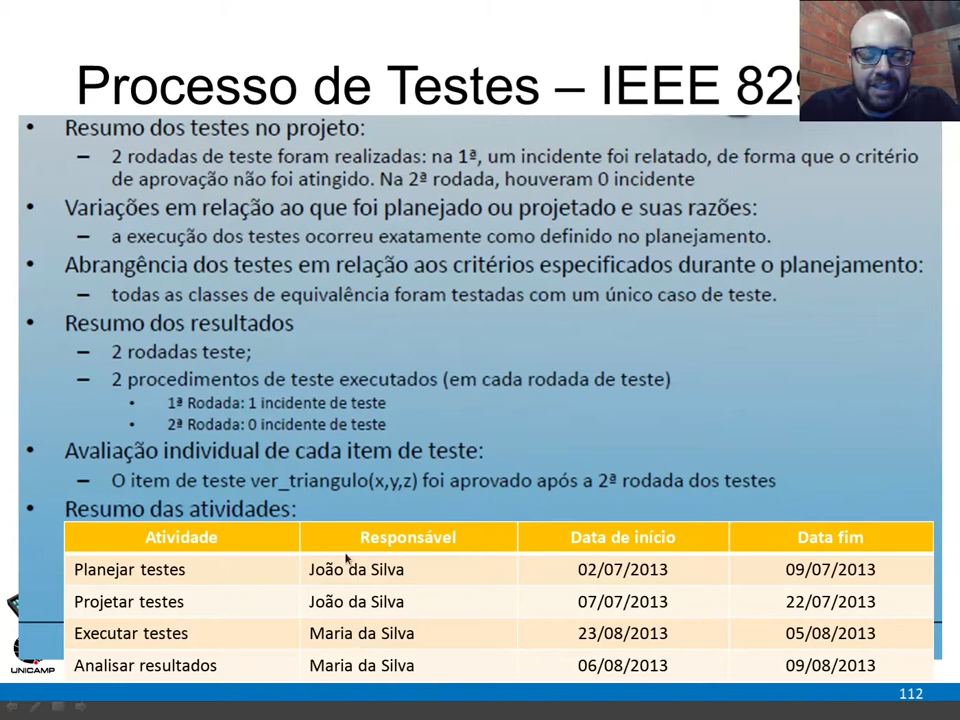 Processo de Testes – IEEE 829
• Resumo dos testes no projeto:
– 2 rodadas de teste foram realizadas: na 1ª, um incidente foi relatado, de forma que o critério
de aprovação não foi atingido. Na 2ª rodada, houveram 0 incidente
• Variações em relação ao que foi planejado ou projetado e suas razões:
– a execução dos testes ocorreu exatamente como definido no planejamento.
• Abrangência dos testes em relação aos critérios especificados durante o planejamento:
– todas as classes de equivalência foram testadas com um único caso de teste.
• Resumo dos resultados
– 2 rodadas teste;
– 2 procedimentos de teste executados (em cada rodada de teste)
• 1ª Rodada: 1 incidente de teste
• 2ª Rodada: 0 incidente de teste
• Avaliação individual de cada item de teste:
– O item de teste ver_triangulo(x,y,z) foi aprovado após a 2ª rodada dos testes
• Resumo das atividades:
Atividade Responsável Data de início Data fim
Planejar testes João da Silva 02/07/2013 09/07/2013
Projetar testes João da Silva 07/07/2013 22/07/2013
Executar testes Maria da Silva 23/08/2013 05/08/2013
Analisar resultados Maria da Silva 06/08/2013 09/08/2013
UNICAMP
112